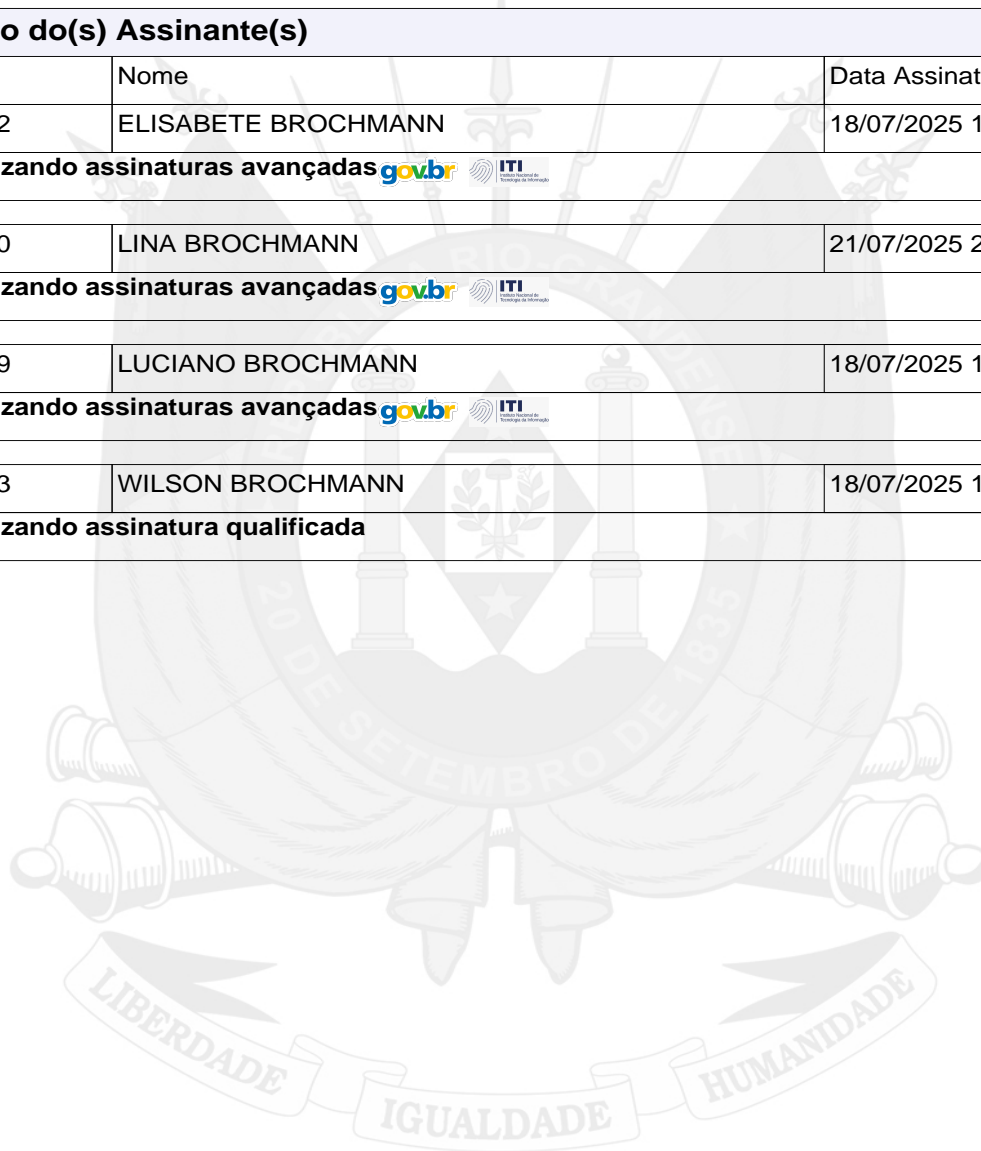 o do(s) Assinante(s)
Nome Data Assinat
2 ELISABETE BROCHMANN 18/07/2025 1
zando assinaturas avançadas gov.br ITI
0 LINA BROCHMANN 21/07/2025 2
zando assinaturas avançadas gov.br ITI
9 LUCIANO BROCHMANN 18/07/2025 1
zando assinaturas avançadas gov.br ITI
3 WILSON BROCHMANN 18/07/2025 1
zando assinatura qualificada
20 DE SETEMBRO DE 1835
LIBERDADE IGUALDADE HUMANIDADE